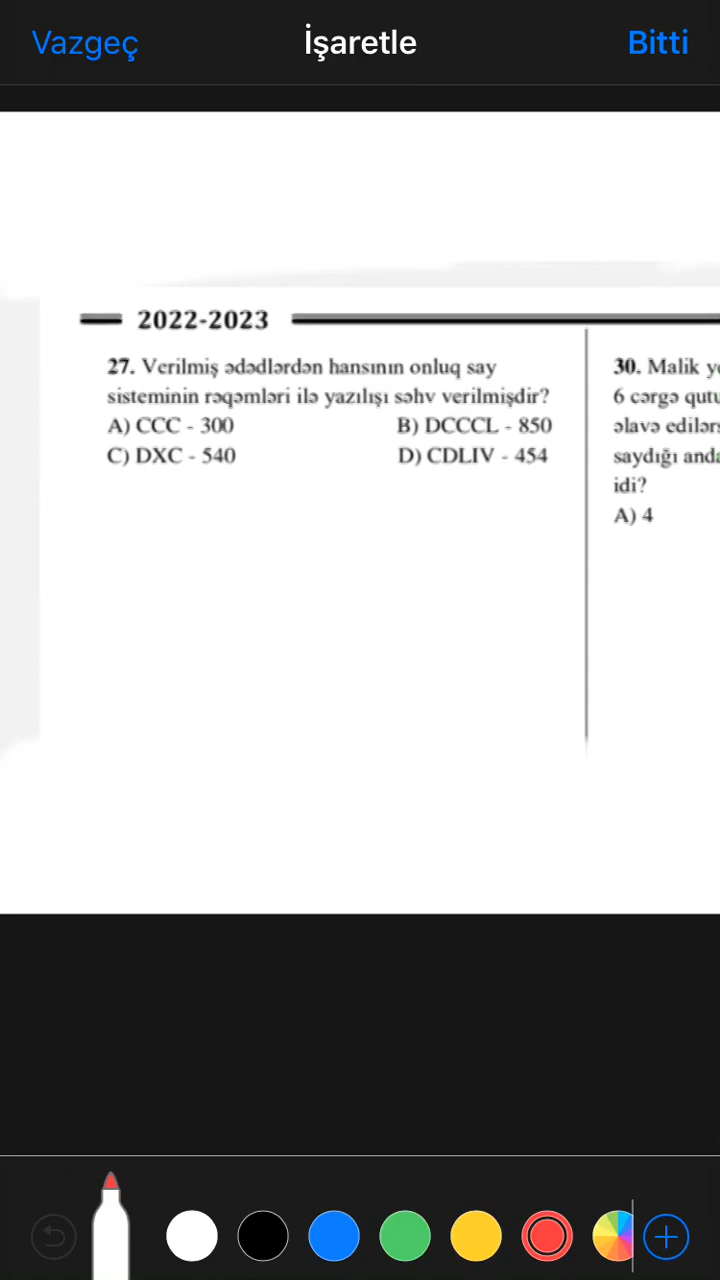 Vazgeç İşaretle Bitti
2022-2023
27. Verilmiş ədədlərdən hansının onluq say
sisteminin rəqəmləri ilə yazılışı səhv verilmişdir?
A) CCC - 300 B) DCCCL - 850
C) DXC - 540 D) CDLIV - 454
30. Malik
6 cərgə
əlavə
saydığı
idi?
A) 4